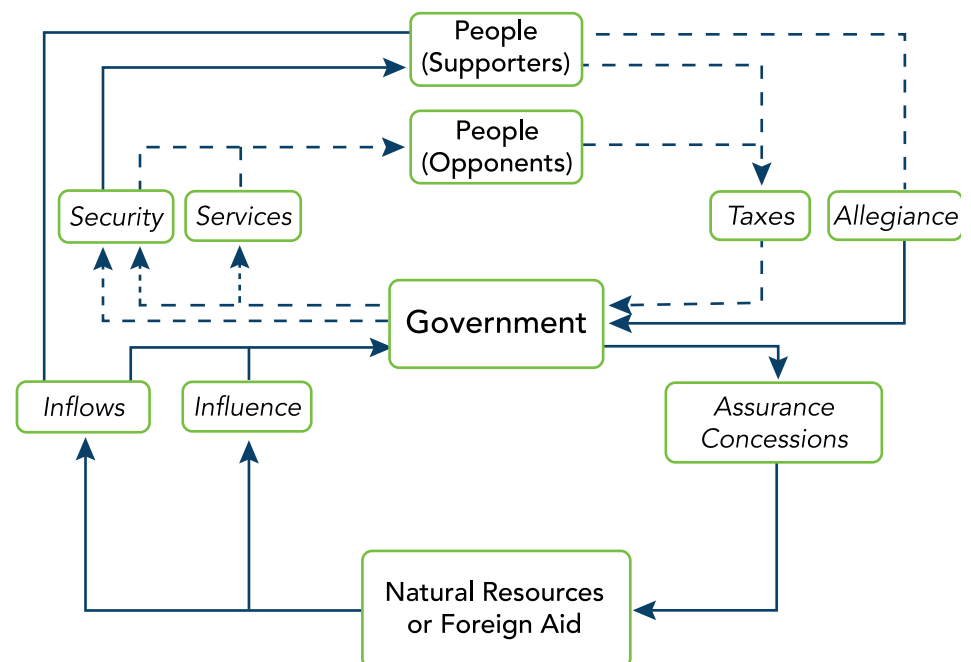 People
(Supporters)
People
(Opponents)
Security
Services
Taxes
Allegiance
Government
Inflows
Influence
Assurance
Concessions
Natural Resources
or Foreign Aid